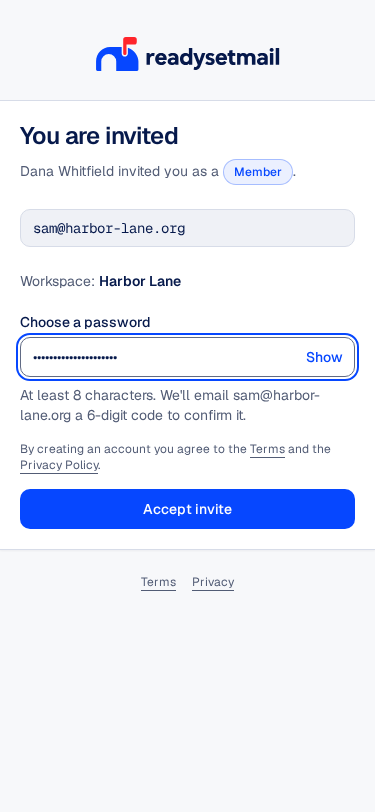 readysetmail
You are invited
Dana Whitfield invited you as a Member.
sam@harbor-lane.org
Workspace: Harbor Lane
Choose a password
••••••••••••••••••••• Show
At least 8 characters. We'll email sam@harbor-
lane.org a 6-digit code to confirm it.
By creating an account you agree to the Terms and the
Privacy Policy.
Accept invite
Terms Privacy